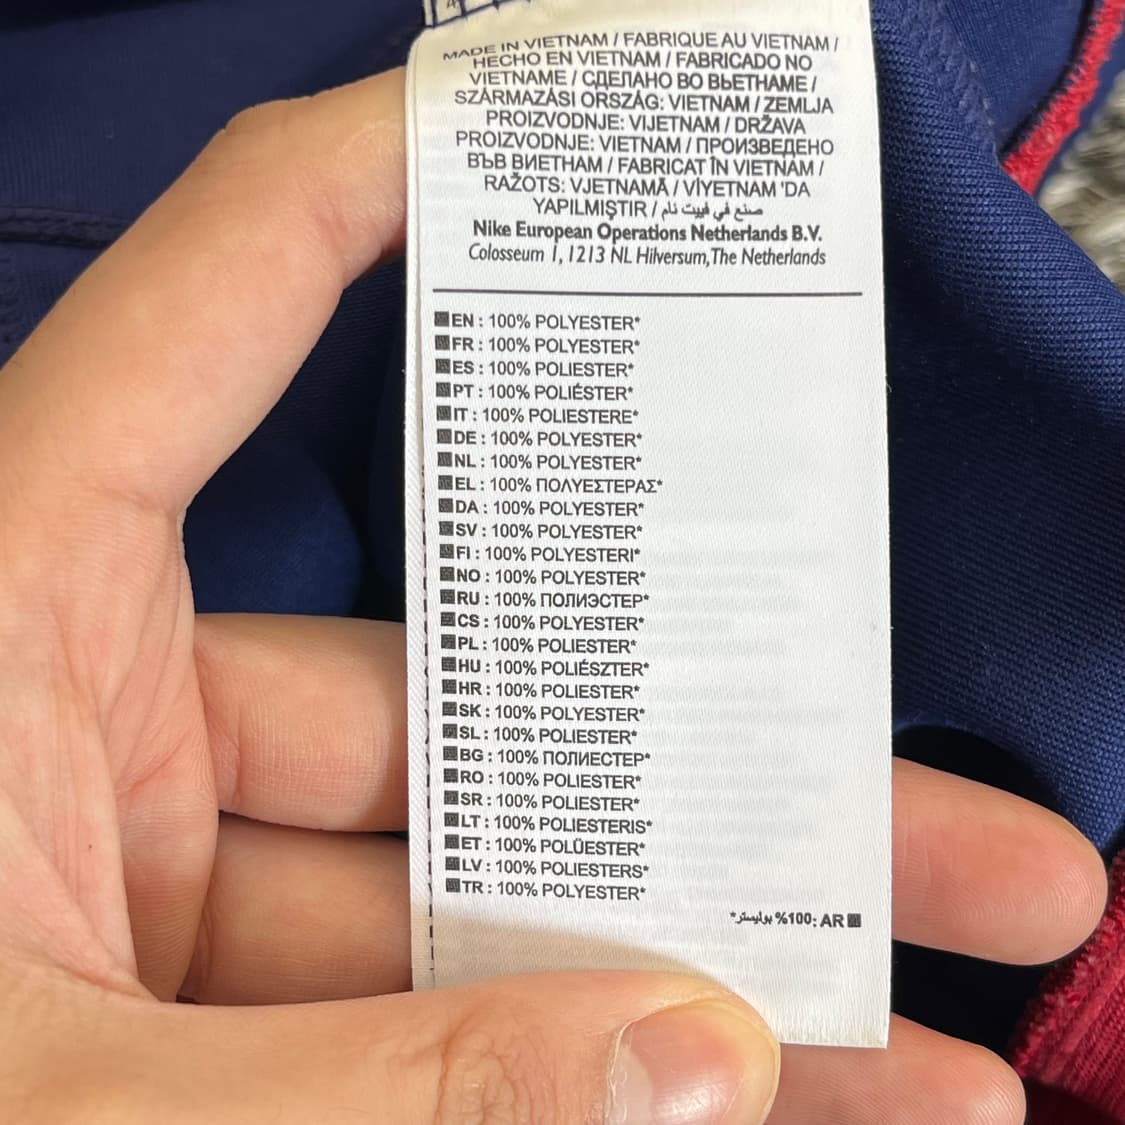 MADE IN VIETNAM / FABRIQUE AU VIETNAM /
HECHO EN VIETNAM / FABRICADO NO
VIETNAME / СДЕЛАНО ВО ВЬЕТНАМЕ /
SZÁRMAZÁSI ORSZÁG: VIETNAM / ZEMLJA
PROIZVODNJE: VIJETNAM / DRŽAVA
PROIZVODNJE: VIETNAM / ПРОИЗВЕДЕНО
ВЪВ ВИЕТНАМ / FABRICAT ÎN VIETNAM /
RAŽOTS: VJETNAMĀ / VİYETNAM 'DA
YAPILMIŞTIR / صنع في فييت نام
Nike European Operations Netherlands B.V.
Colosseum 1, 1213 NL Hilversum, The Netherlands
EN : 100% POLYESTER*
FR : 100% POLYESTER*
ES : 100% POLIESTER*
PT : 100% POLIÉSTER*
IT : 100% POLIESTERE*
DE : 100% POLYESTER*
NL : 100% POLYESTER*
EL : 100% ΠΟΛΥΕΣΤΕΡΑΣ*
DA : 100% POLYESTER*
SV : 100% POLYESTER*
FI : 100% POLYESTERI*
NO : 100% POLYESTER*
RU : 100% ПОЛИЭСТЕР*
CS : 100% POLYESTER*
PL : 100% POLIESTER*
HU : 100% POLIÉSZTER*
HR : 100% POLIESTER*
SK : 100% POLYESTER*
SL : 100% POLIESTER*
BG : 100% ПОЛИЕСТЕР*
RO : 100% POLIESTER*
SR : 100% POLIESTER*
LT : 100% POLIESTERIS*
ET : 100% POLÜESTER*
LV : 100% POLIESTERS*
TR : 100% POLYESTER*
AR :100% بوليستر*